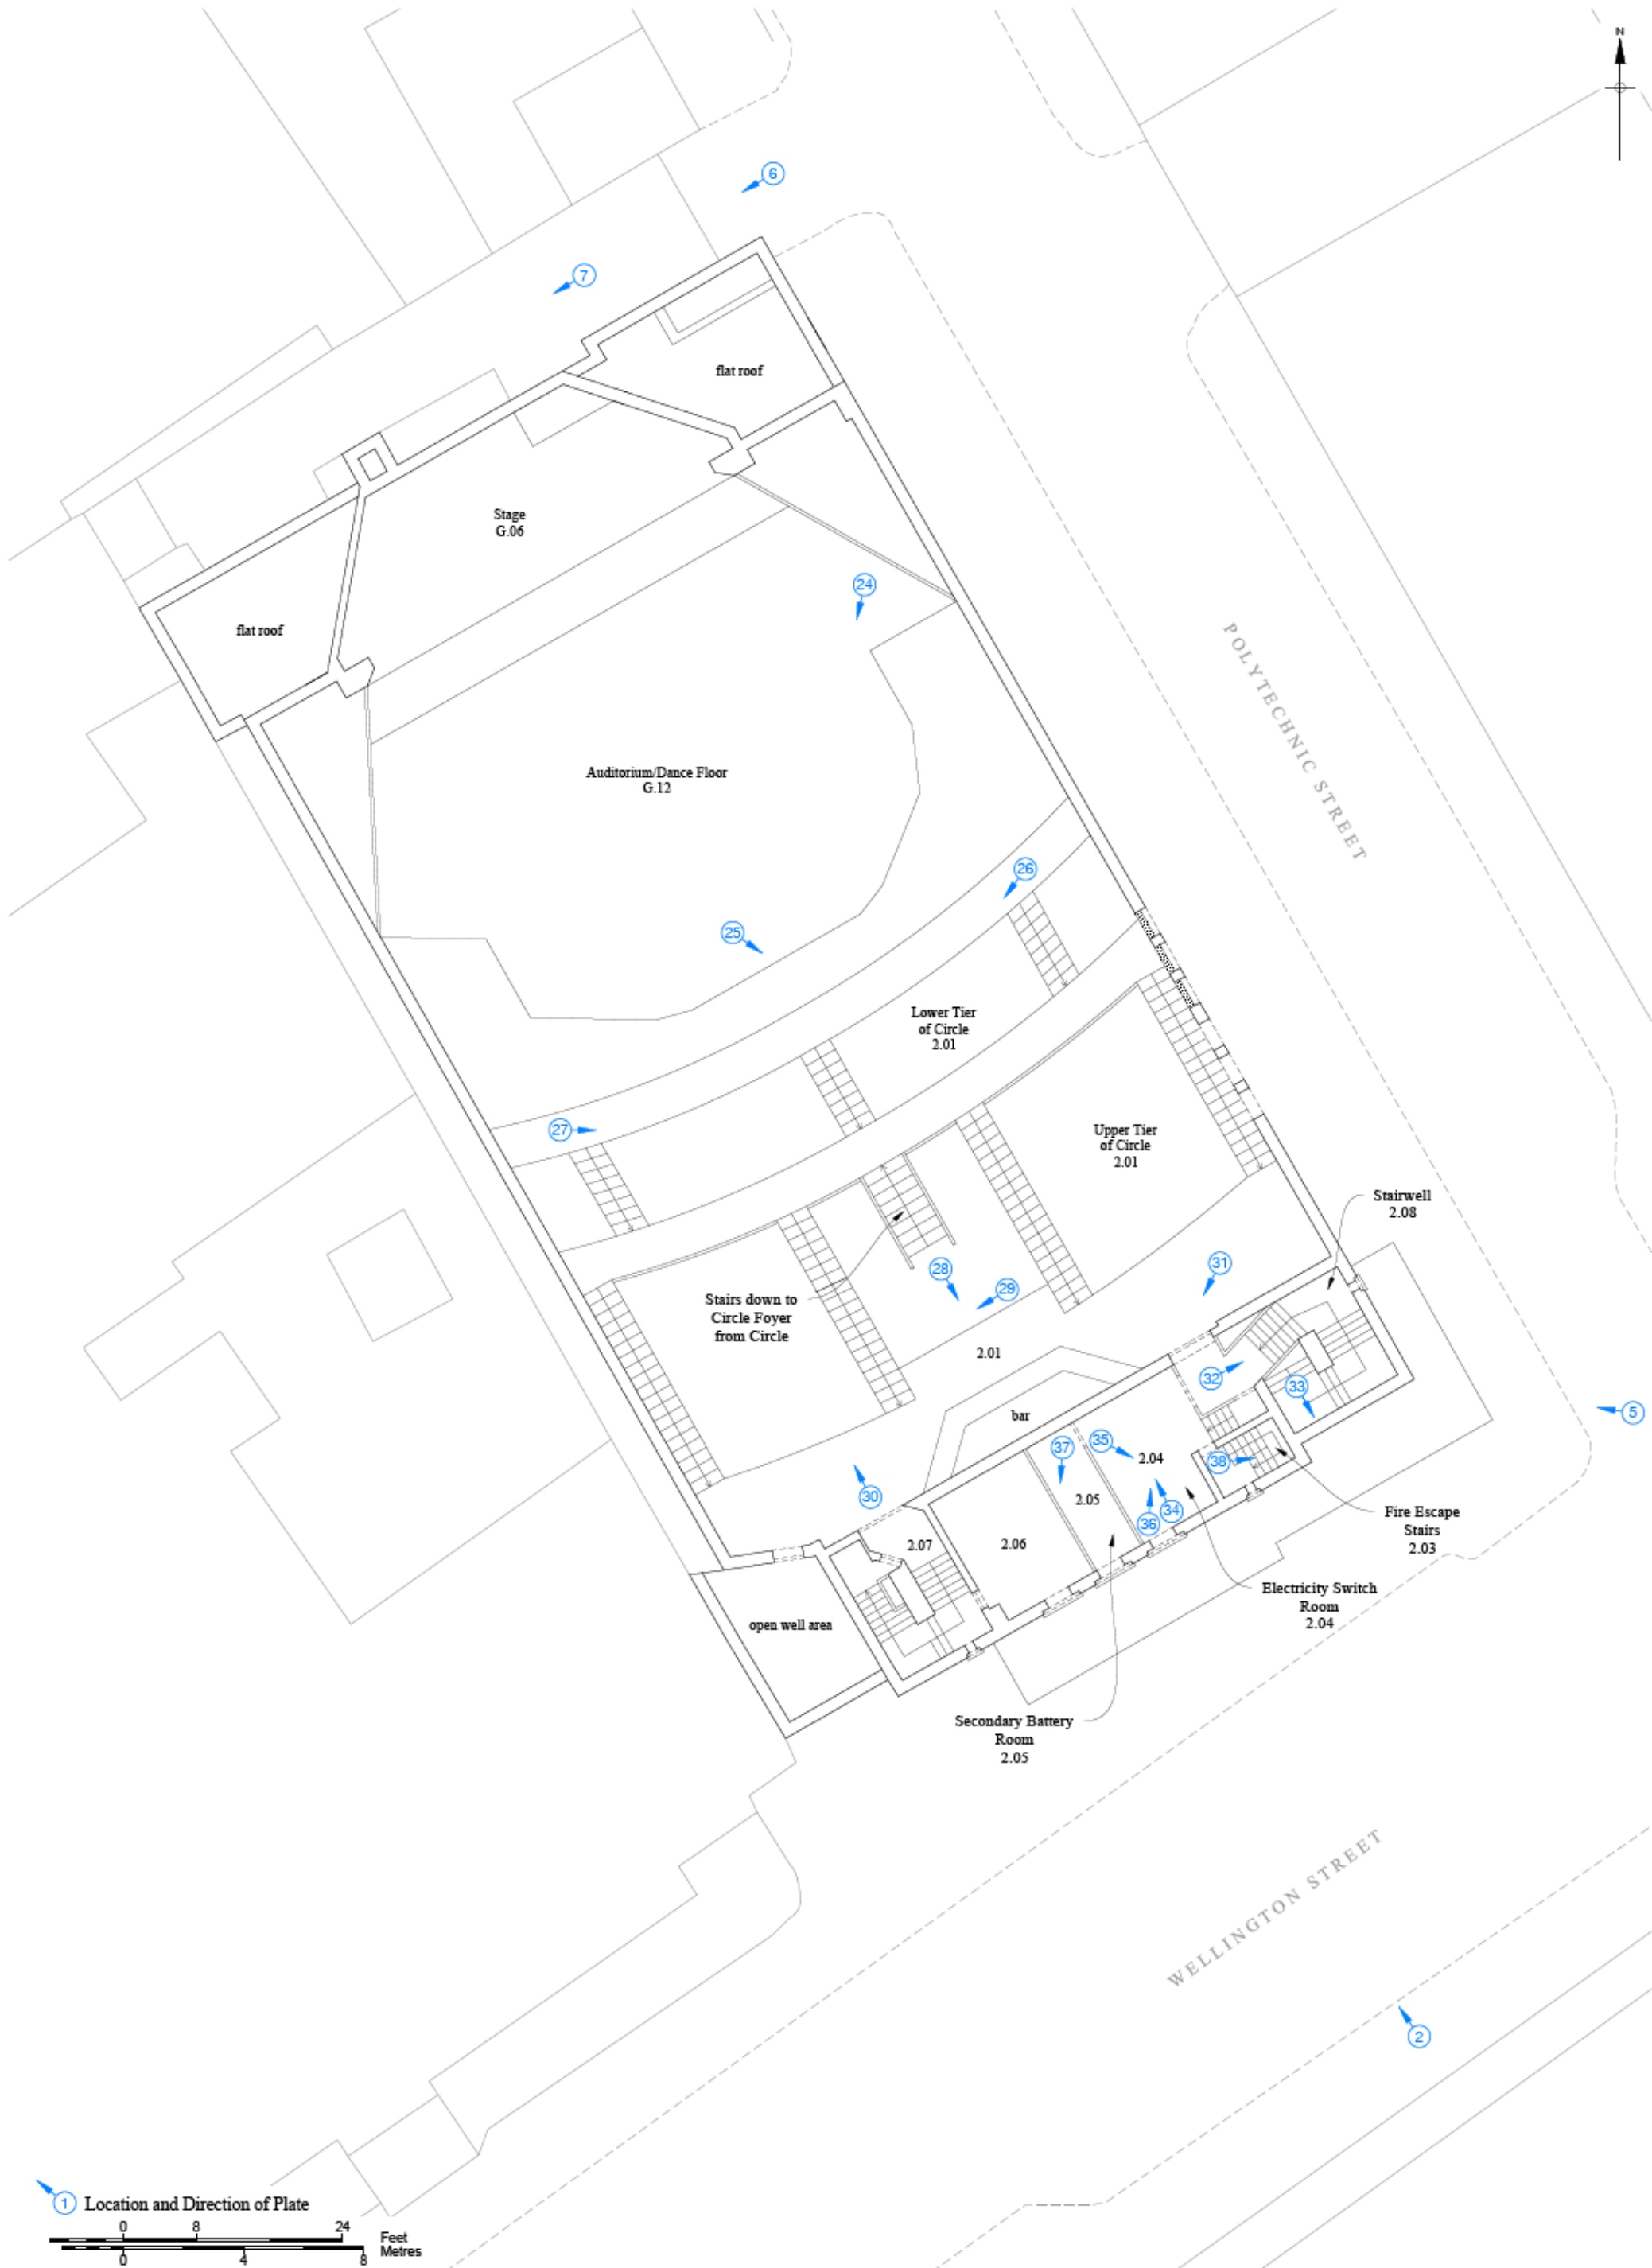 N
6
7
flat roof
Stage
G.06
24
flat roof
POLYTECHNIC STREET
Auditorium/Dance Floor
G.12
26
25
Lower Tier
of Circle
2.01
27
Upper Tier
of Circle
2.01
Stairwell
2.08
28
29
31
Stairs down to
Circle Foyer
from Circle
2.01
32
33
5
bar
37
35
2.04
38
30
2.05
36
34
Fire Escape
Stairs
2.03
2.07
2.06
Electricity Switch
Room
2.04
open well area
Secondary Battery
Room
2.05
WELLINGTON STREET
2
1 Location and Direction of Plate
0 8 24
Feet
Metres
0 4 8